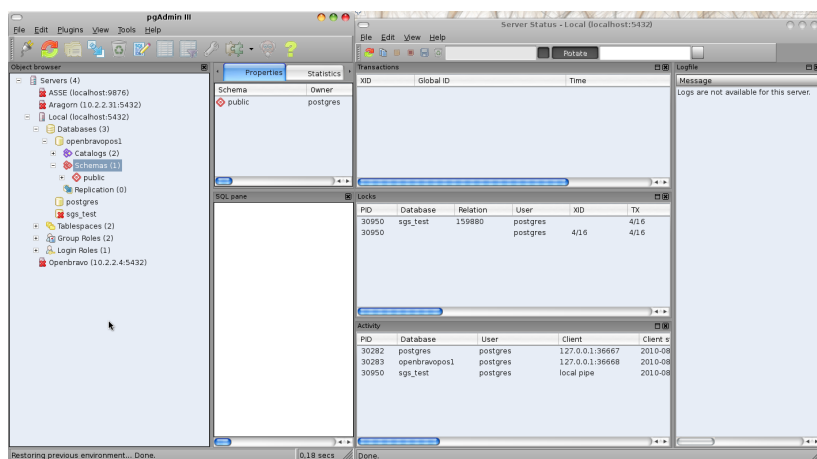 pgAdmin III
File Edit Plugins View Tools Help
Object browser
Servers (4)
ASSE (localhost:9876)
Aragorn (10.2.2.31:5432)
Local (localhost:5432)
Databases (3)
openbravopos1
Catalogs (2)
Schemas (1)
public
Replication (0)
postgres
sgs_test
Tablespaces (2)
Group Roles (2)
Login Roles (1)
Openbravo (10.2.2.4:5432)
Restoring previous environment... Done.
0,18 secs
Properties Statistics
Schema Owner
public postgres
SQL pane
Server Status - Local (localhost:5432)
File Edit View Help
Rotate
Transactions
XID Global ID Time
Locks
PID Database Relation User XID TX
30950 sgs_test 159880 postgres 4/16
30950 postgres 4/16 4/16
Activity
PID Database User Client Client s
30282 postgres postgres 127.0.0.1:36667 2010-08
30283 openbravopos1 postgres 127.0.0.1:36668 2010-08
30950 sgs_test postgres local pipe 2010-08
Done.
Logfile
Message
Logs are not available for this server.